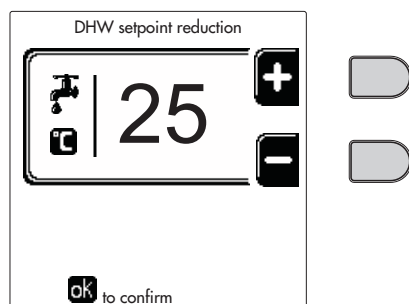 DHW setpoint reduction
25
°C
+
-
ok to confirm